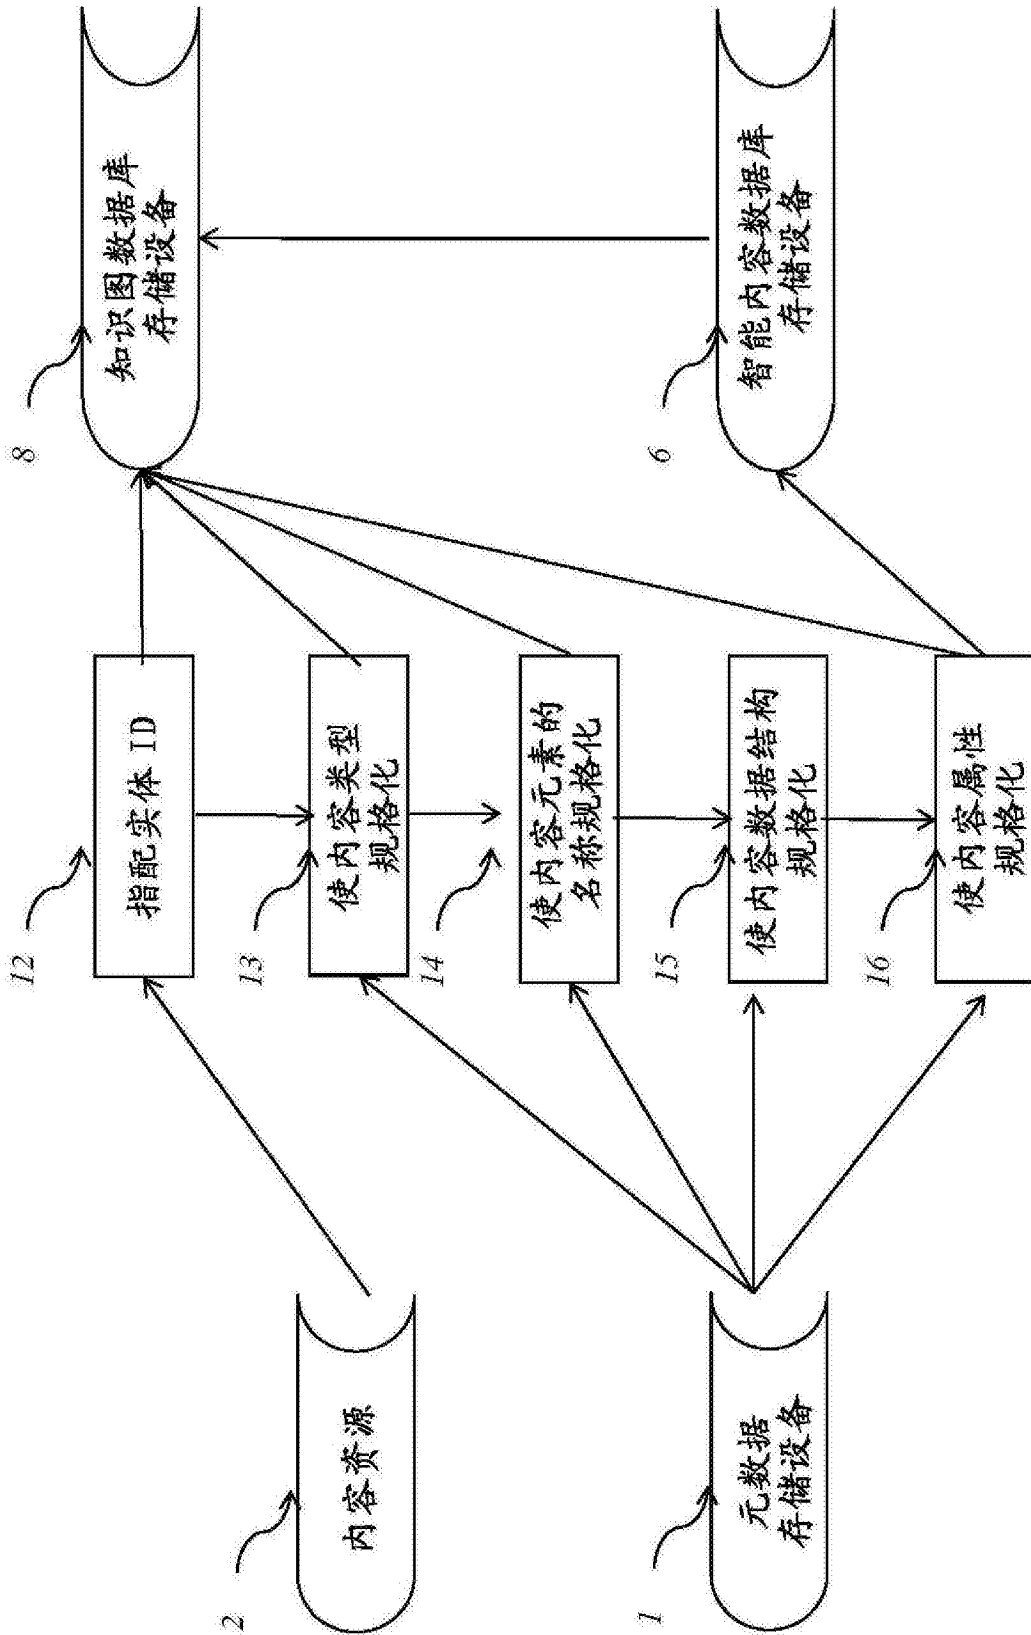 2
内容资源
1
元数据
存储设备
12
指配实体 ID
13
使内容类型
规格化
14
使内容元素的
名称规格化
15
使内容数据结构
规格化
16
使内容属性
规格化
8
知识图数据库
存储设备
6
智能内容数据库
存储设备